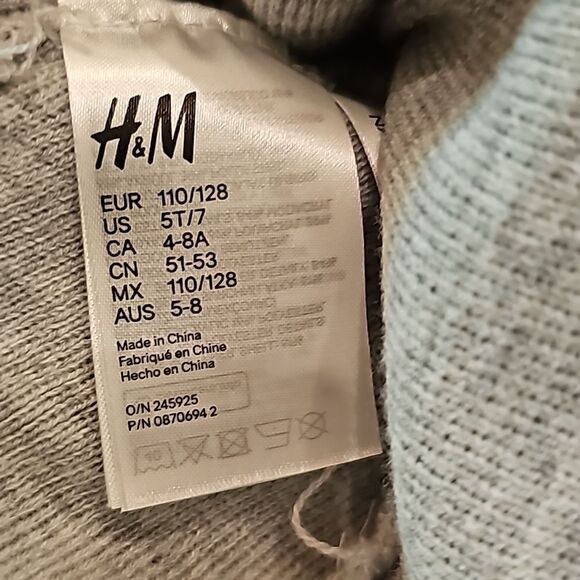 H&M
EUR 110/128
US 5T/7
CA 4-8A
CN 51-53
MX 110/128
AUS 5-8
Made in China
Fabriqué en Chine
Hecho en China
O/N 245925
P/N 0870694 2